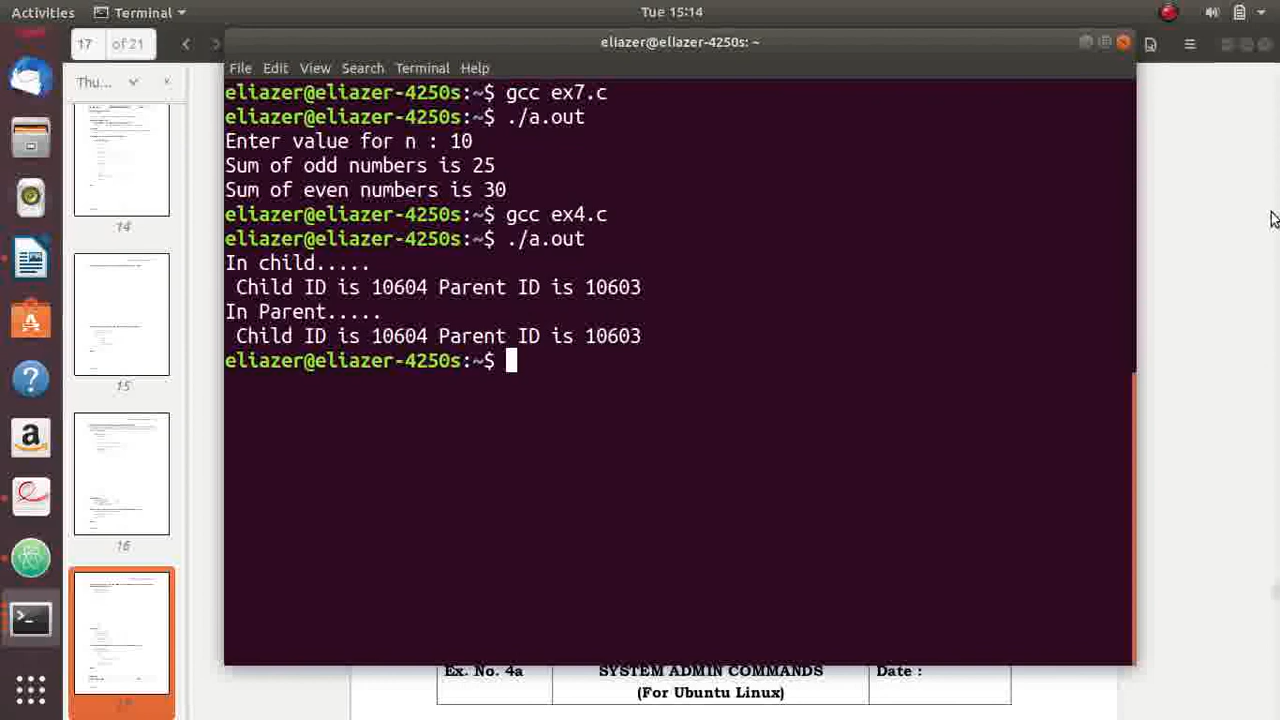 Activities Terminal Tue 15:14
17 of 21
eliazer@eliazer-4250s: ~
Thu...
File Edit View Search Terminal Help
eliazer@eliazer-4250s:~$ gcc ex7.c
eliazer@eliazer-4250s:~$ ./a.out
Enter value for n : 10
Sum of odd numbers is 25
Sum of even numbers is 30
eliazer@eliazer-4250s:~$ gcc ex4.c
eliazer@eliazer-4250s:~$ ./a.out
In child.....
Child ID is 10604 Parent ID is 10603
In Parent.....
Child ID is 10604 Parent ID is 10603
eliazer@eliazer-4250s:~$
14
15
16
Ex. No. 4a SYSTEM ADMIN COMMANDS Date :
(For Ubuntu Linux)